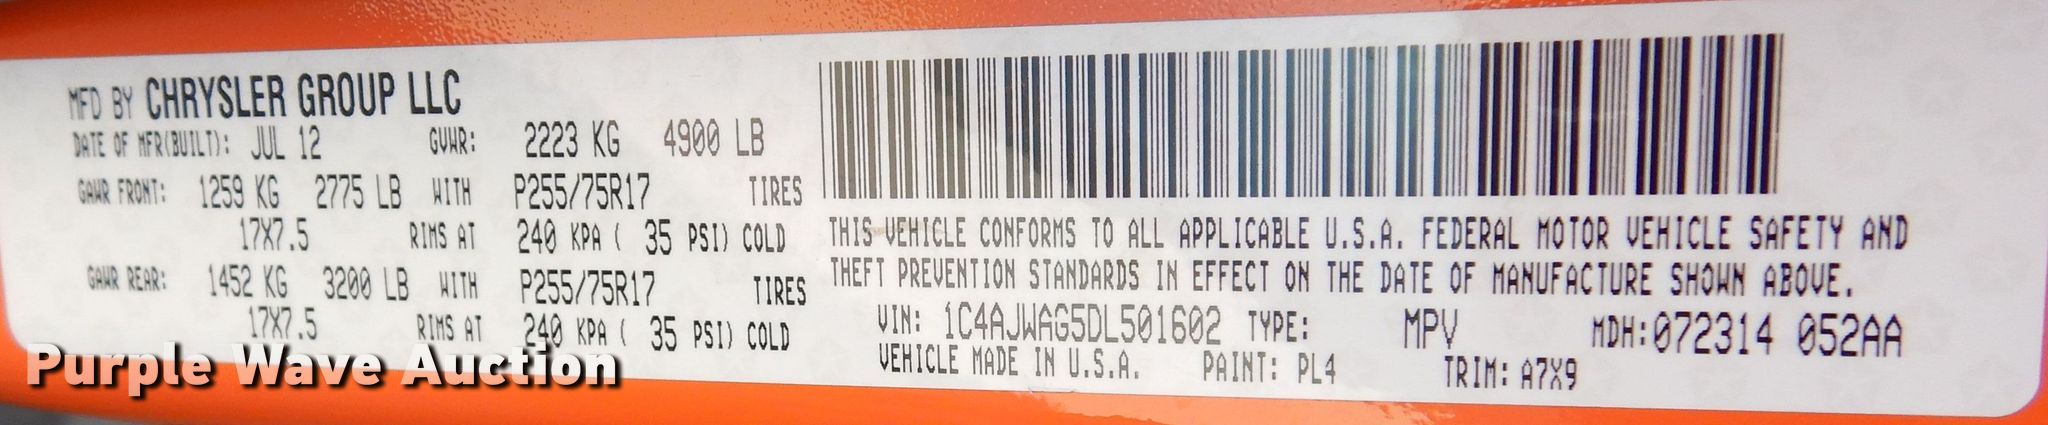 MFD BY CHRYSLER GROUP LLC
DATE OF MFR(BUILT): JUL 12 GVWR: 2223 KG 4900 LB
GAWR FRONT: 1259 KG 2775 LB WITH P255/75R17 TIRES
17X7.5 RIMS AT 240 KPA ( 35 PSI) COLD
GAWR REAR: 1452 KG 3200 LB WITH P255/75R17 TIRES
17X7.5 RIMS AT 240 KPA ( 35 PSI) COLD
THIS VEHICLE CONFORMS TO ALL APPLICABLE U.S.A. FEDERAL MOTOR VEHICLE SAFETY AND
THEFT PREVENTION STANDARDS IN EFFECT ON THE DATE OF MANUFACTURE SHOWN ABOVE.
VIN: 1C4AJWAG5DL501602 TYPE: MPV MDH:072314 052AA
VEHICLE MADE IN U.S.A. PAINT: PL4 TRIM: A7X9
Purple Wave Auction